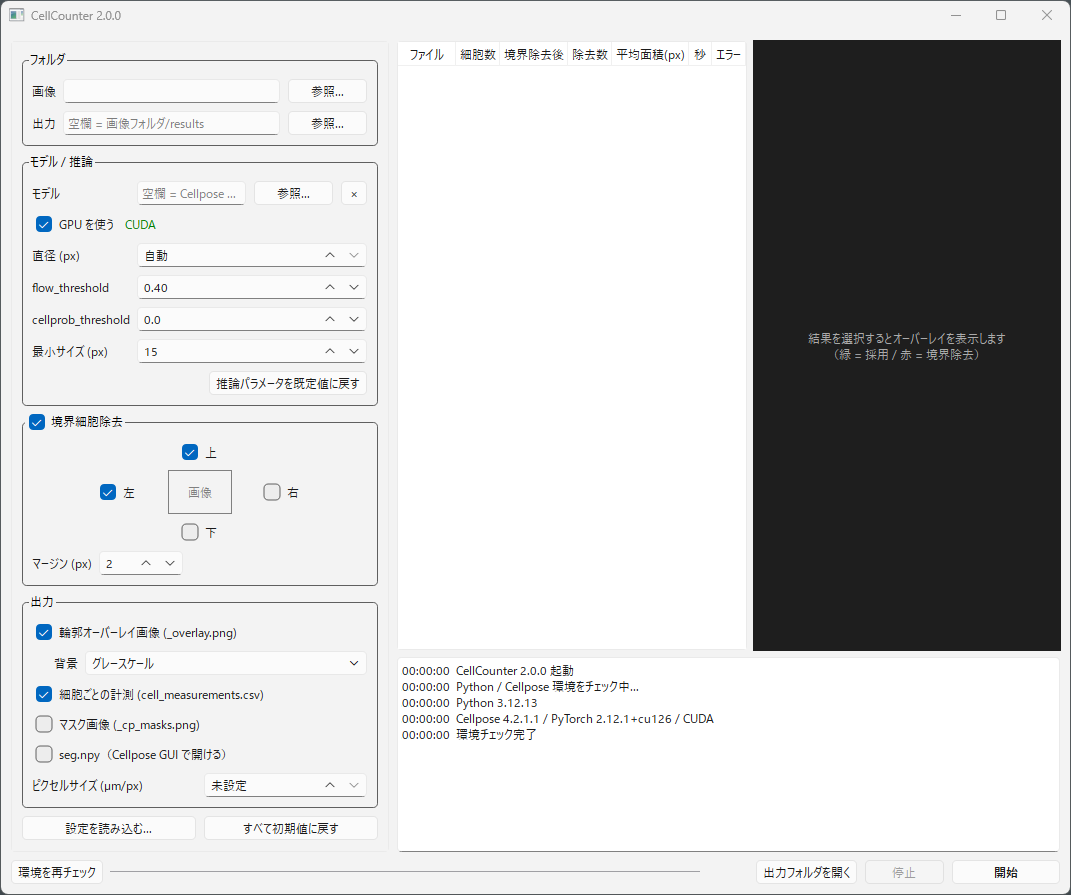 CellCounter 2.0.0
フォルダ
画像
参照...
出力
空欄 = 画像フォルダ/results
参照...
モデル / 推論
モデル
空欄 = Cellpose ...
参照...
×
GPU を使う CUDA
直径 (px)
自動
flow_threshold
0.40
cellprob_threshold
0.0
最小サイズ (px)
15
推論パラメータを既定値に戻す
境界細胞除去
上
左
画像
右
下
マージン (px)
2
出力
輪郭オーバーレイ画像 (_overlay.png)
背景
グレースケール
細胞ごとの計測 (cell_measurements.csv)
マスク画像 (_cp_masks.png)
seg.npy（Cellpose GUI で開ける）
ピクセルサイズ (μm/px)
未設定
設定を読み込む...
すべて初期値に戻す
ファイル 細胞数 境界除去後 除去数 平均面積(px) 秒 エラー
結果を選択するとオーバーレイを表示します
（緑 = 採用 / 赤 = 境界除去）
00:00:00 CellCounter 2.0.0 起動
00:00:00 Python / Cellpose 環境をチェック中...
00:00:00 Python 3.12.13
00:00:00 Cellpose 4.2.1.1 / PyTorch 2.12.1+cu126 / CUDA
00:00:00 環境チェック完了
環境を再チェック
出力フォルダを開く
停止
開始